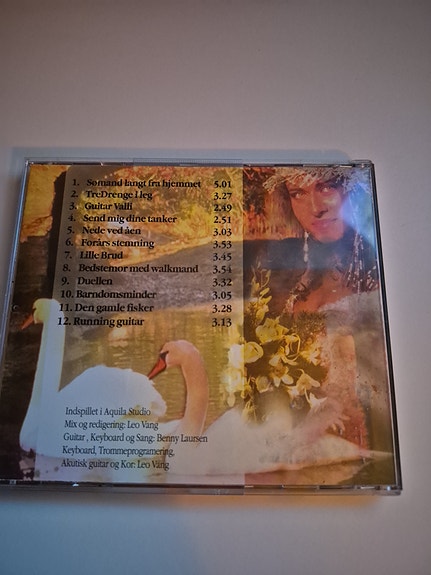 1. Sømand langt fra hjemmet 5.01
2. TreDrenge I leg 3.27
3. Guitar Valli 2.49
4. Send mig dine tanker 2.51
5. Nede ved åen 3.03
6. Forårs stemning 3.53
7. Lille Brud 3.45
8. Bedstemor med walkmand 3.54
9. Duellen 3.32
10. Barndomsminder 3.05
11. Den gamle fisker 3.28
12. Running guitar 3.13
Indspillet i Aquila Studio
Mix og redigering: Leo Vang
Guitar , Keyboard og Sang: Benny Laursen
Keyboard, Trommeprogramering,
Akutisk guitar og Kor: Leo Vang